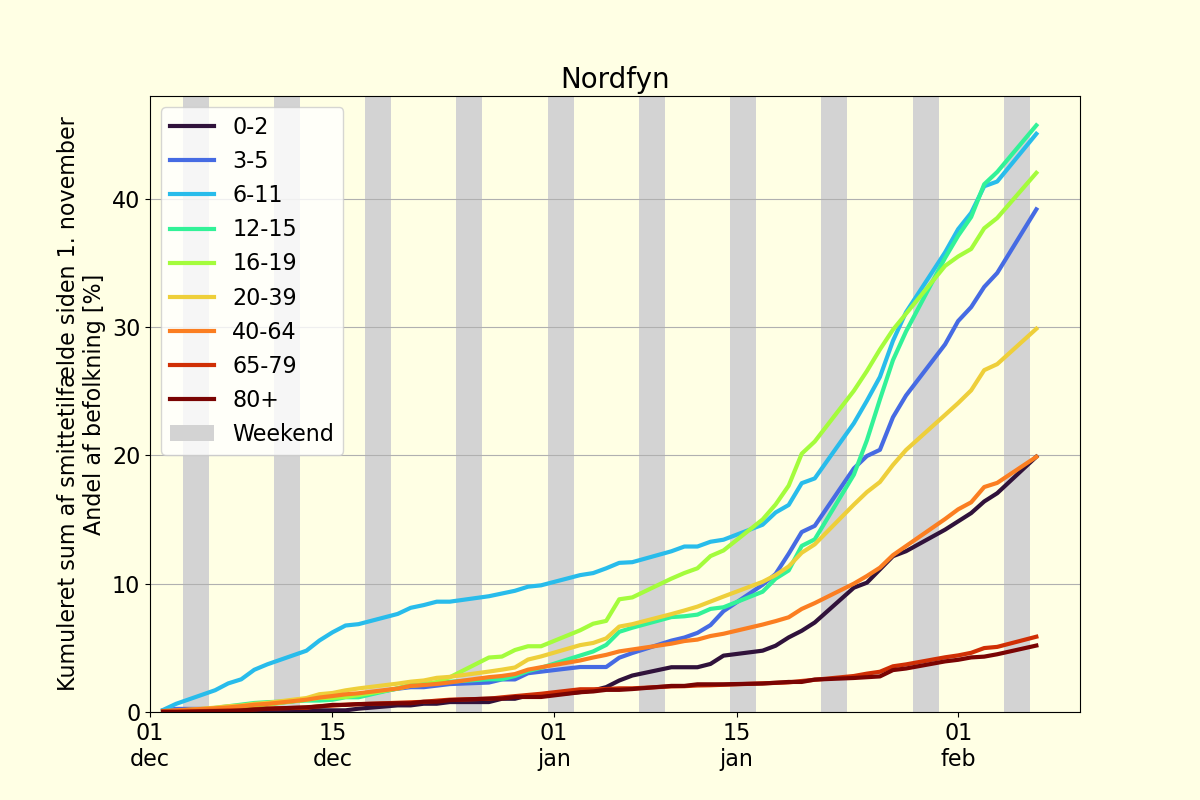 Nordfyn
Kumuleret sum af smittetilfælde siden 1. november
Andel af befolkning [%]
40
30
20
10
0
0-2
3-5
6-11
12-15
16-19
20-39
40-64
65-79
80+
Weekend
01
dec
15
dec
01
jan
15
jan
01
feb